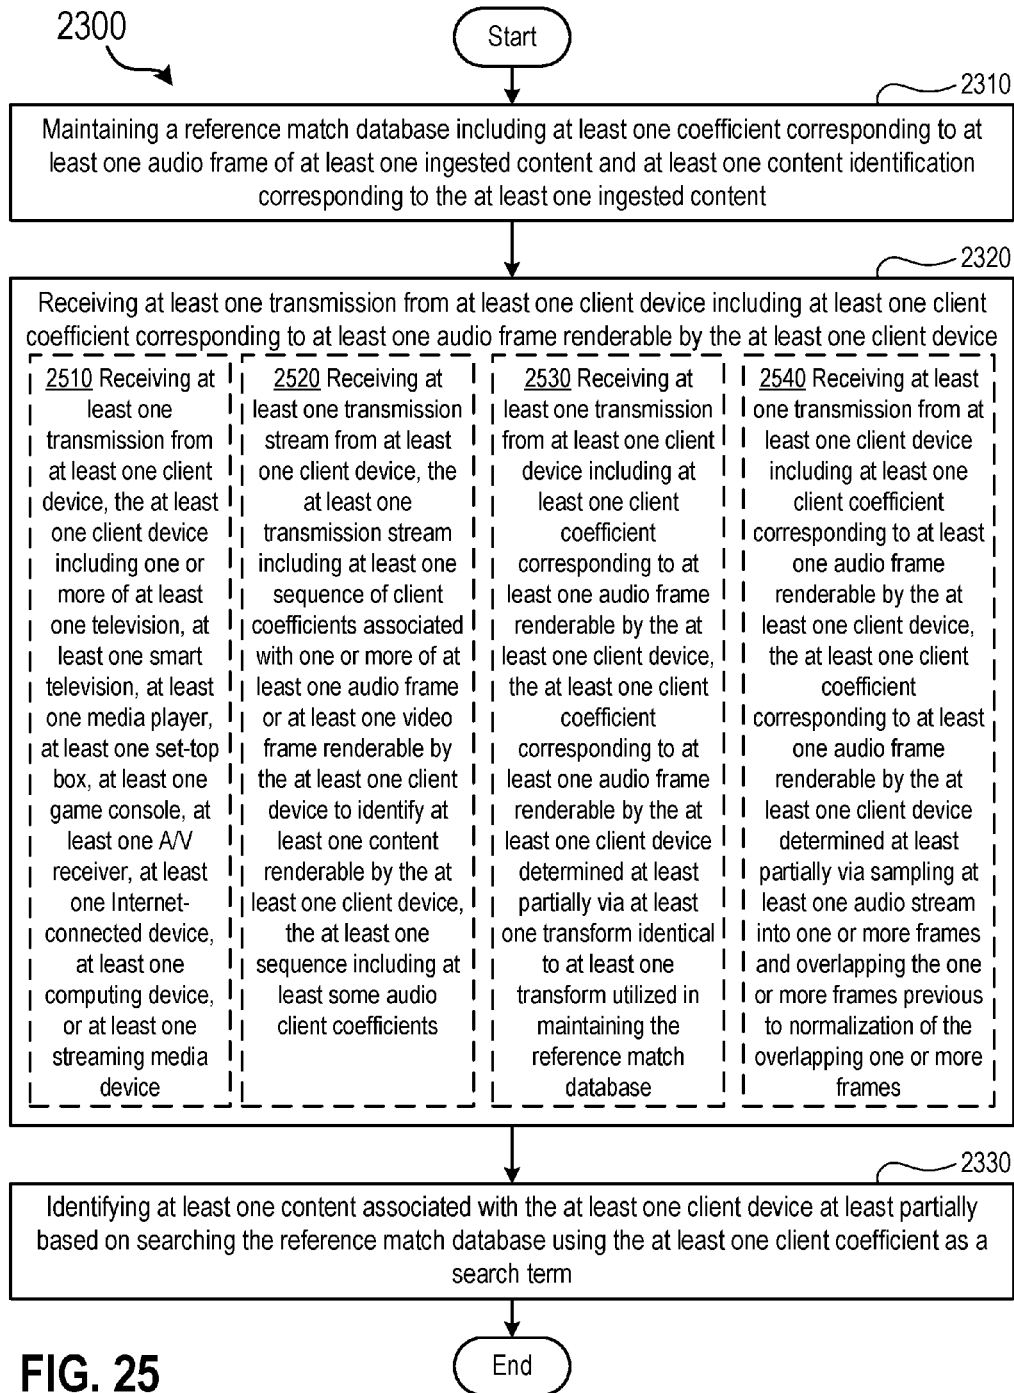 2300
Start
2310
Maintaining a reference match database including at least one coefficient corresponding to at
least one audio frame of at least one ingested content and at least one content identification
corresponding to the at least one ingested content
2320
Receiving at least one transmission from at least one client device including at least one client
coefficient corresponding to at least one audio frame renderable by the at least one client device
2510 Receiving at
least one
transmission from
at least one client
device, the at least
one client device
including one or
more of at least
one television, at
least one smart
television, at least
one media player,
at least one set-top
box, at least one
game console, at
least one A/V
receiver, at least
one Internet-
connected device,
at least one
computing device,
or at least one
streaming media
device
2520 Receiving at
least one transmission
stream from at least
one client device, the
at least one
transmission stream
including at least one
sequence of client
coefficients associated
with one or more of at
least one audio frame
or at least one video
frame renderable by
the at least one client
device to identify at
least one content
renderable by the at
least one client device,
the at least one
sequence including at
least some audio
client coefficients
2530 Receiving at
least one transmission
from at least one client
device including at
least one client
coefficient
corresponding to at
least one audio frame
renderable by the at
least one client device,
the at least one client
coefficient
corresponding to at
least one audio frame
renderable by the at
least one client device
determined at least
partially via at least
one transform identical
to at least one
transform utilized in
maintaining the
reference match
database
2540 Receiving at least
one transmission from at
least one client device
including at least one
client coefficient
corresponding to at least
one audio frame
renderable by the at
least one client device,
the at least one client
coefficient
corresponding to at least
one audio frame
renderable by the at
least one client device
determined at least
partially via sampling at
least one audio stream
into one or more frames
and overlapping the one
or more frames previous
to normalization of the
overlapping one or more
frames
2330
Identifying at least one content associated with the at least one client device at least partially
based on searching the reference match database using the at least one client coefficient as a
search term
End
FIG. 25